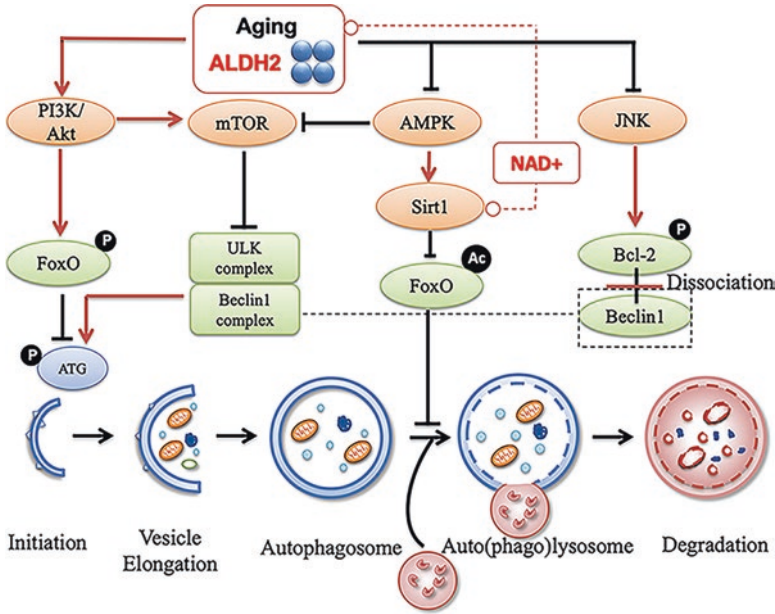 Aging
ALDH2
PI3K/
Akt
mTOR
AMPK
JNK
NAD+
Sirt1
P
FoxO
ULK
complex
Beclin1
complex
Ac
FoxO
P
Bcl-2
Dissociation
Beclin1
P
ATG
Initiation
Vesicle
Elongation
Autophagosome
Auto(phago)lysosome
Degradation